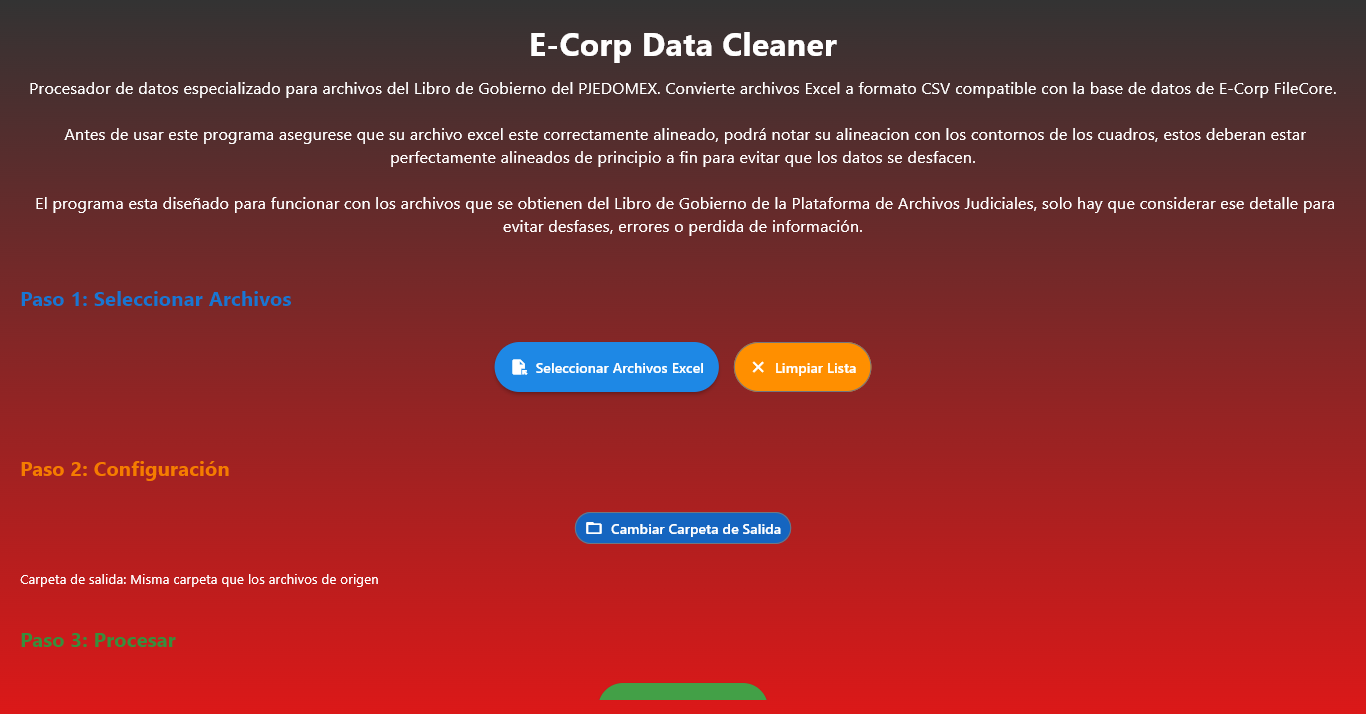 E-Corp Data Cleaner
Procesador de datos especializado para archivos del Libro de Gobierno del PJEDOMEX. Convierte archivos Excel a formato CSV compatible con la base de datos de E-Corp FileCore.
Antes de usar este programa asegurese que su archivo excel este correctamente alineado, podrá notar su alineacion con los contornos de los cuadros, estos deberan estar
perfectamente alineados de principio a fin para evitar que los datos se desfacen.
El programa esta diseñado para funcionar con los archivos que se obtienen del Libro de Gobierno de la Plataforma de Archivos Judiciales, solo hay que considerar ese detalle para
evitar desfases, errores o perdida de información.
Paso 1: Seleccionar Archivos
Seleccionar Archivos Excel
Limpiar Lista
Paso 2: Configuración
Cambiar Carpeta de Salida
Carpeta de salida: Misma carpeta que los archivos de origen
Paso 3: Procesar